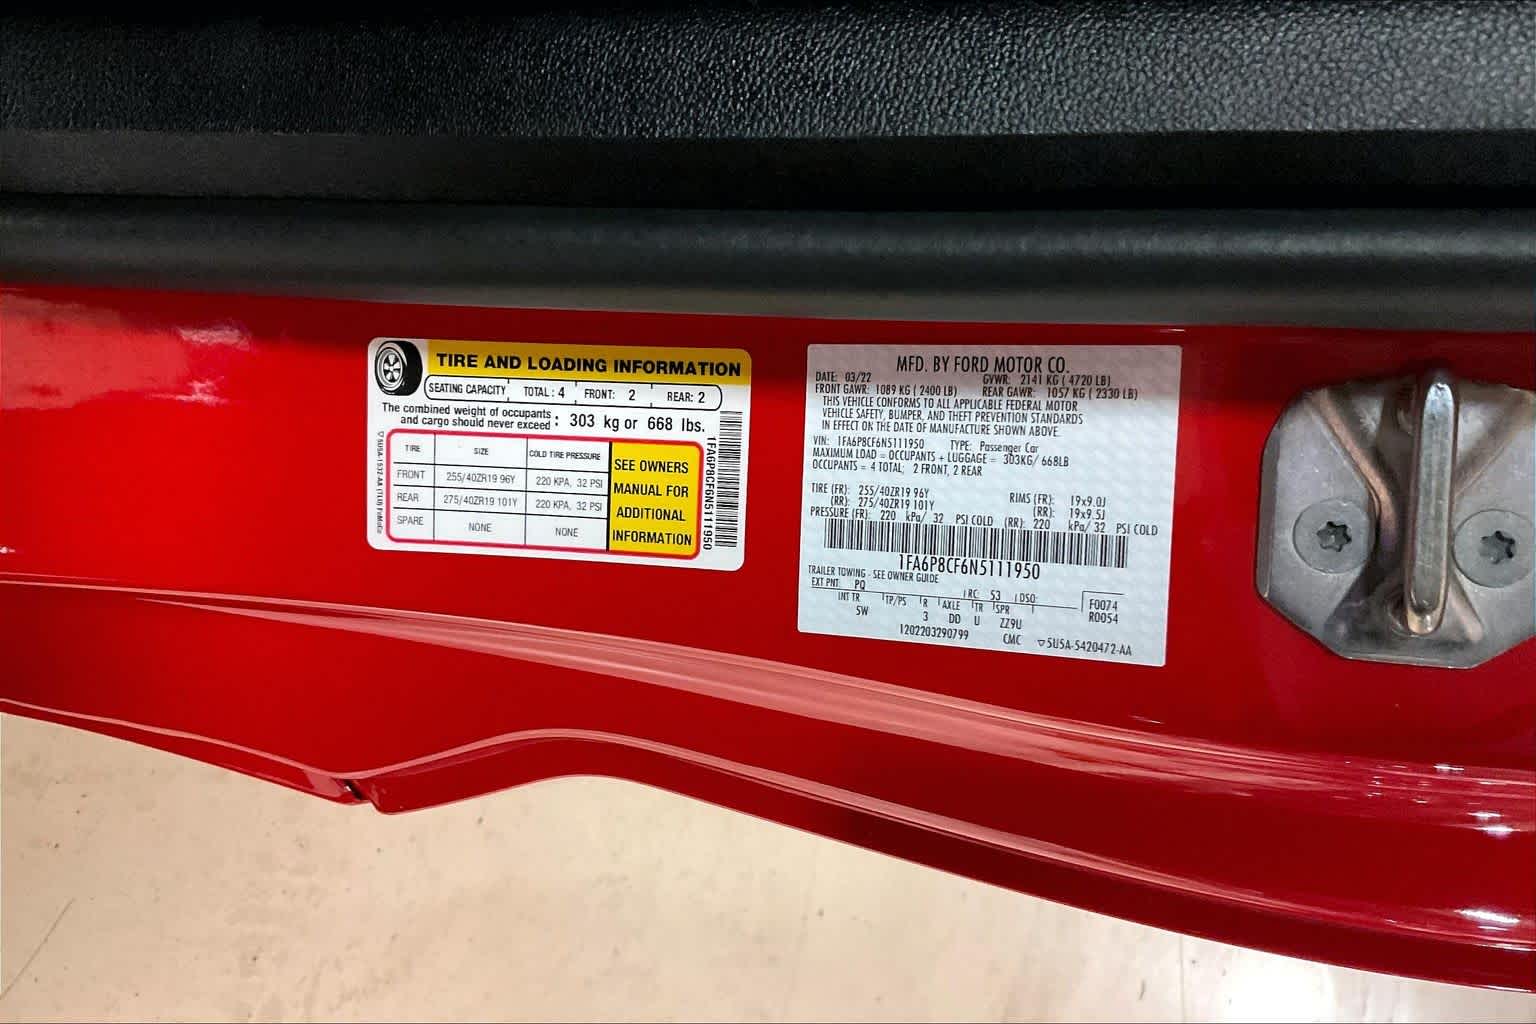 TIRE AND LOADING INFORMATION
SEATING CAPACITY TOTAL: 4 FRONT: 2 REAR: 2
The combined weight of occupants and cargo should never exceed : 303 kg or 668 lbs.
TIRE SIZE COLD TIRE PRESSURE
FRONT 255/40ZR19 96Y 220 KPA, 32 PSI
REAR 275/40ZR19 101Y 220 KPA, 32 PSI
SPARE NONE NONE
SEE OWNERS
MANUAL FOR
ADDITIONAL
INFORMATION
1FA6P8CF6N5111950
MFD. BY FORD MOTOR CO.
DATE: 03/22 GVWR: 2141 KG ( 4720 LB)
FRONT GAWR: 1089 KG ( 2400 LB) REAR GAWR: 1057 KG ( 2330 LB)
THIS VEHICLE CONFORMS TO ALL APPLICABLE FEDERAL MOTOR
VEHICLE SAFETY, BUMPER, AND THEFT PREVENTION STANDARDS
IN EFFECT ON THE DATE OF MANUFACTURE SHOWN ABOVE.
VIN: 1FA6P8CF6N5111950 TYPE: Passenger Car
MAXIMUM LOAD = OCCUPANTS + LUGGAGE = 303KG/ 668LB
OCCUPANTS = 4 TOTAL; 2 FRONT, 2 REAR
TIRE (FR): 255/40ZR19 96Y RIMS (FR): 19x9.0J
(RR): 275/40ZR19 101Y (RR): 19x9.5J
PRESSURE (FR): 220 kPa/ 32 PSI COLD (RR): 220 kPa/ 32 PSI COLD
1FA6P8CF6N5111950
TRAILER TOWING - SEE OWNER GUIDE
EXT PNT: PQ RC: 53 DSO: F0074
INT TR TP/PS R AXLE TR SPR R0054
5W 3 DD U ZZ9U
1202203290799 CMC ▽5U5A-5420472-AA